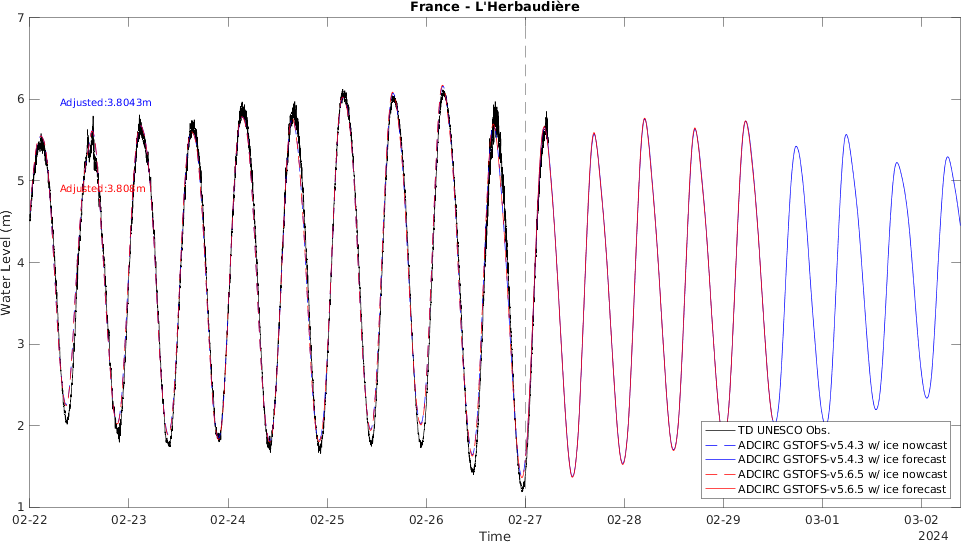 France - L'Herbaudière
7
6
5
4
3
2
1
Water Level (m)
Adjusted:3.8043m
Adjusted:3.808m
TD UNESCO Obs.
ADCIRC GSTOFS-v5.4.3 w/ ice nowcast
ADCIRC GSTOFS-v5.4.3 w/ ice forecast
ADCIRC GSTOFS-v5.6.5 w/ ice nowcast
ADCIRC GSTOFS-v5.6.5 w/ ice forecast
02-22 02-23 02-24 02-25 02-26 02-27 02-28 02-29 03-01 03-02
Time
2024